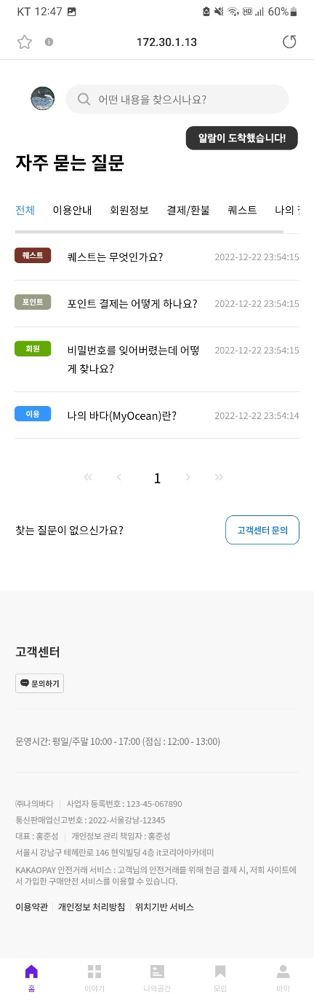 KT 12:47
60%
172.30.1.13
어떤 내용을 찾으시나요?
알람이 도착했습니다!
자주 묻는 질문
전체 이용안내 회원정보 결제/환불 퀘스트 나의
퀘스트 퀘스트는 무엇인가요? 2022-12-22 23:54:15
포인트 포인트 결제는 어떻게 하나요? 2022-12-22 23:54:15
회원 비밀번호를 잊어버렸는데 어떻 2022-12-22 23:54:15
게 찾나요?
이용 나의 바다(MyOcean)란? 2022-12-22 23:54:14
« ‹ 1 › »
찾는 질문이 없으신가요? 고객센터 문의
고객센터
문의하기
운영시간: 평일/주말 10:00 - 17:00 (점심 : 12:00 - 13:00)
㈜나의바다 | 사업자 등록번호 : 123-45-067890
통신판매업신고번호 : 2022-서울강남-12345
대표 : 홍준성 | 개인정보 관리 책임자 : 홍준성
서울시 강남구 테헤란로 146 현익빌딩 4층 it코리아아카데미
KAKAOPAY 안전거래 서비스 : 고객님의 안전거래를 위해 현금 결제 시, 저희 사이트에
서 가입한 구매안전 서비스를 이용할 수 있습니다.
이용약관 | 개인정보 처리방침 | 위치기반 서비스
홈 이야기 나의공간 모임 마이